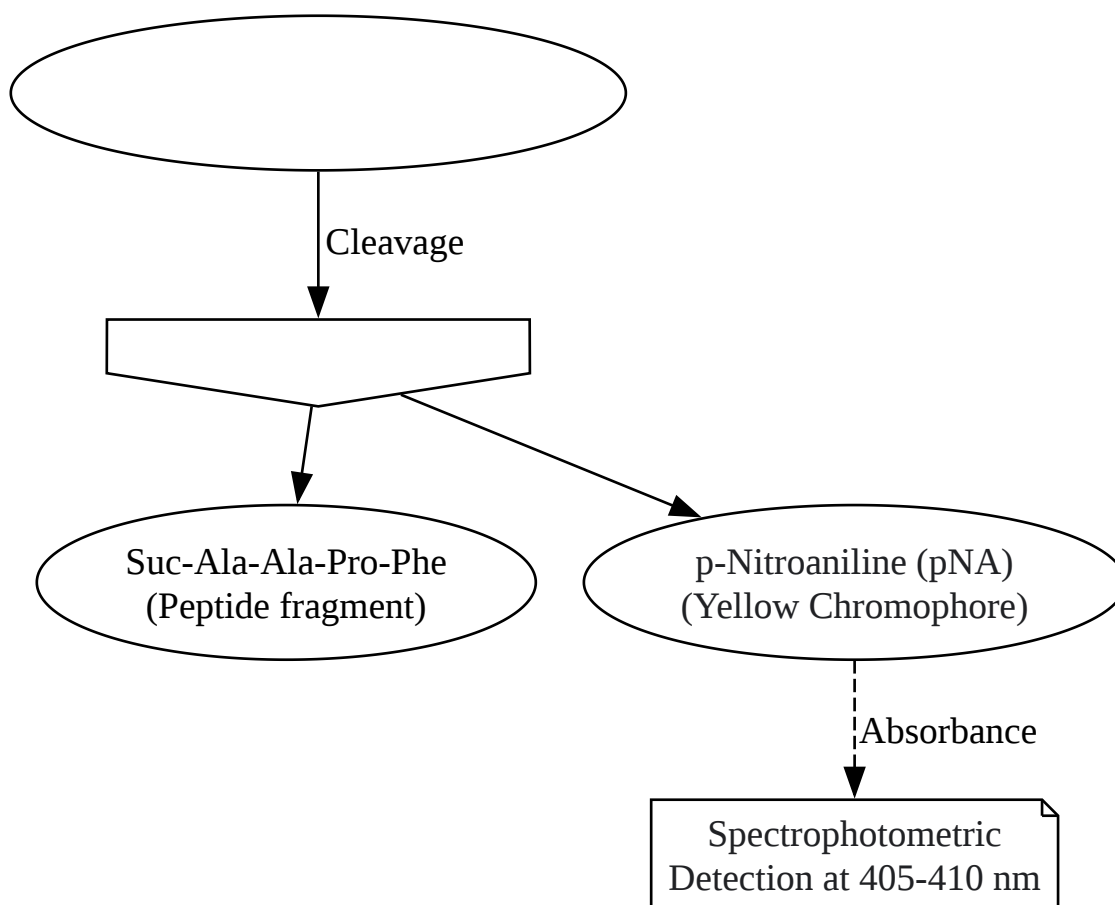 Cleavage
Suc-Ala-Ala-Pro-Phe
(Peptide fragment)
p-Nitroaniline (pNA)
(Yellow Chromophore)
Absorbance
Spectrophotometric
Detection at 405-410 nm